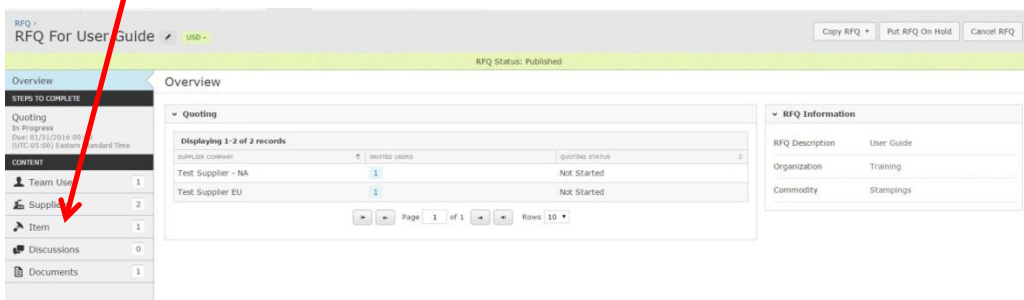 RFQ ›
RFQ For User Guide USD -
Copy RFQ Put RFQ On Hold Cancel RFQ
RFQ Status: Published
Overview
STEPS TO COMPLETE
Quoting
In Progress
Due: 01/31/2016
(UTC-05:00) Eastern Standard Time
CONTENT
Team 1
2
Item 1
Discussions 0
Documents 1
Overview
Quoting
Displaying 1-2 of 2 records
SUPPLIER COMPANY INVITED USERS QUOTING STATUS
Test Supplier - NA 1 Not Started
Test Supplier EU 1 Not Started
Page 1 of 1 Rows 10
RFQ Information
RFQ Description User Guide
Organization Training
Commodity Stampings